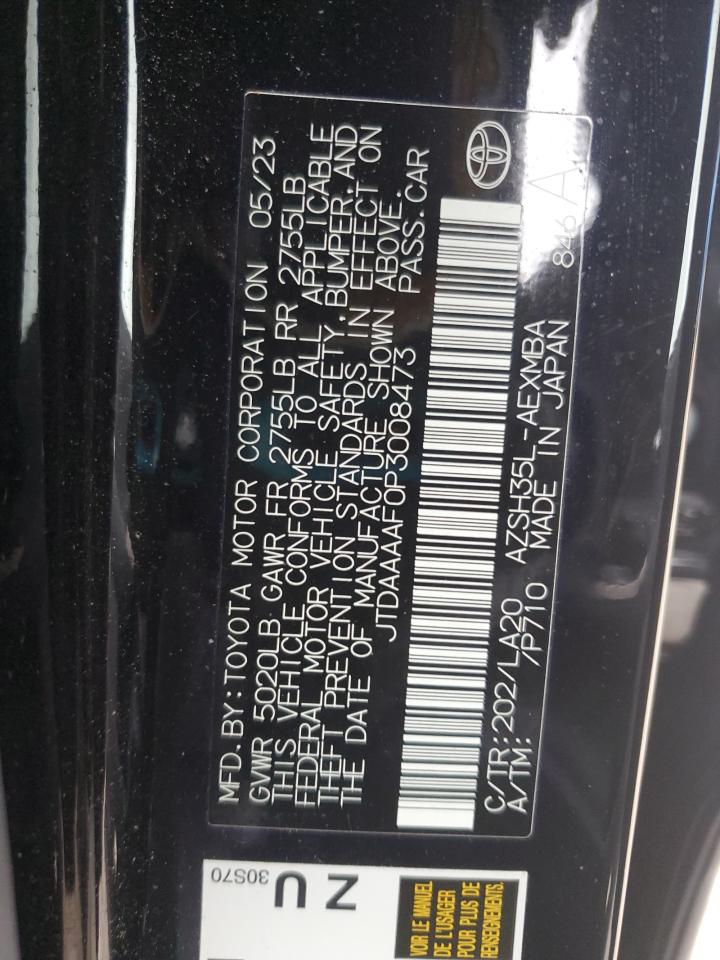 MFD. BY: TOYOTA MOTOR CORPORATION 05/23
GVWR 5020LB GAWR FR 2755LB RR 2755LB
THIS VEHICLE CONFORMS TO ALL APPLICABLE
FEDERAL MOTOR VEHICLE SAFETY, BUMPER, AND
THEFT PREVENTION STANDARDS IN EFFECT ON
THE DATE OF MANUFACTURE SHOWN ABOVE.
JTDAAAAF0P3008473 PASS. CAR
C/TR: 202/LA20 AZSH35L-AEXMBA 846 A
A/TM: /P710 MADE IN JAPAN
30S70
U
Z
VOIR LE MANUEL
DE L'USAGER
POUR PLUS DE
RENSEIGNEMENTS.